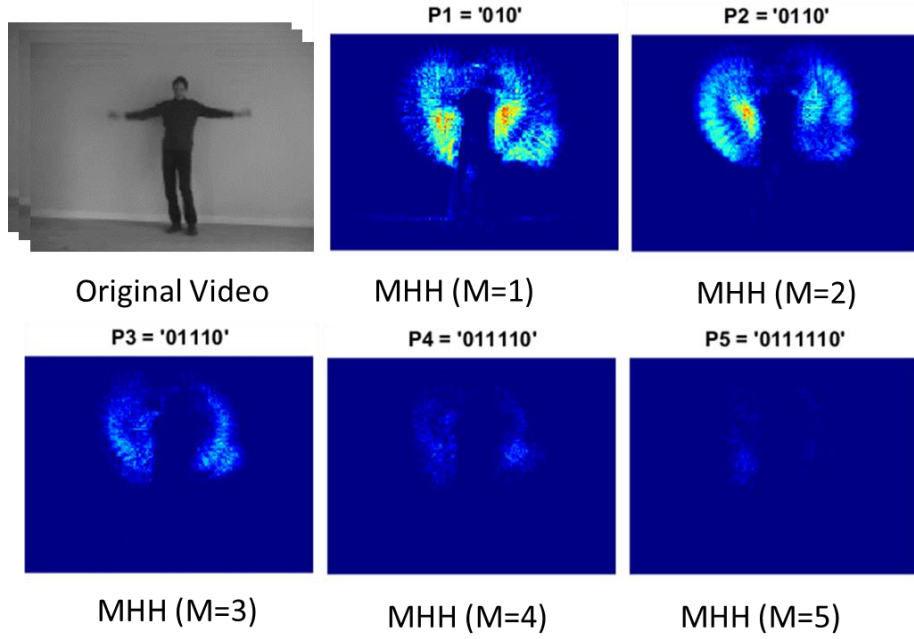 P1 = '010'
P2 = '0110'
Original Video
MHH (M=1)
MHH (M=2)
P3 = '01110'
P4 = '011110'
P5 = '0111110'
MHH (M=3)
MHH (M=4)
MHH (M=5)